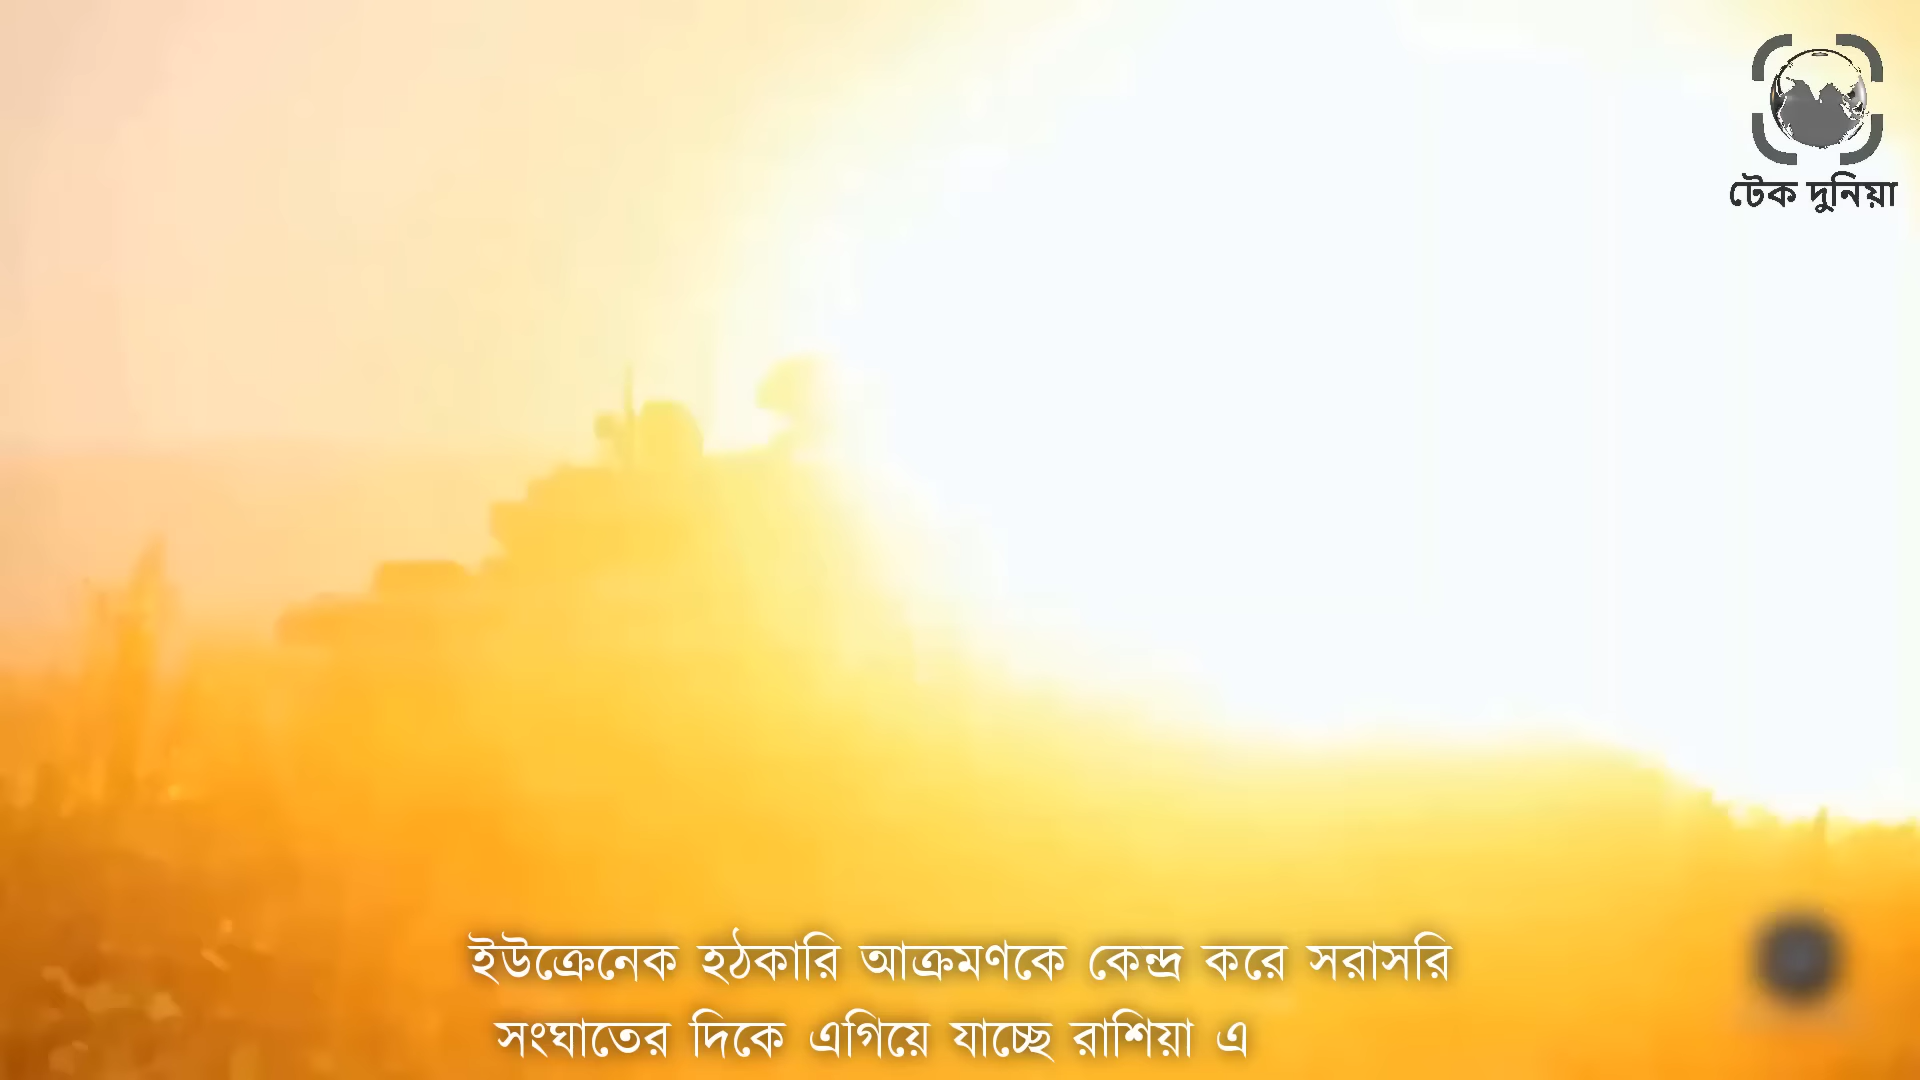 টেক দুনিয়া
ইউক্রেনেক হঠকারি আক্রমণকে কেন্দ্র করে সরাসরি
সংঘাতের দিকে এগিয়ে যাচ্ছে রাশিয়া এ